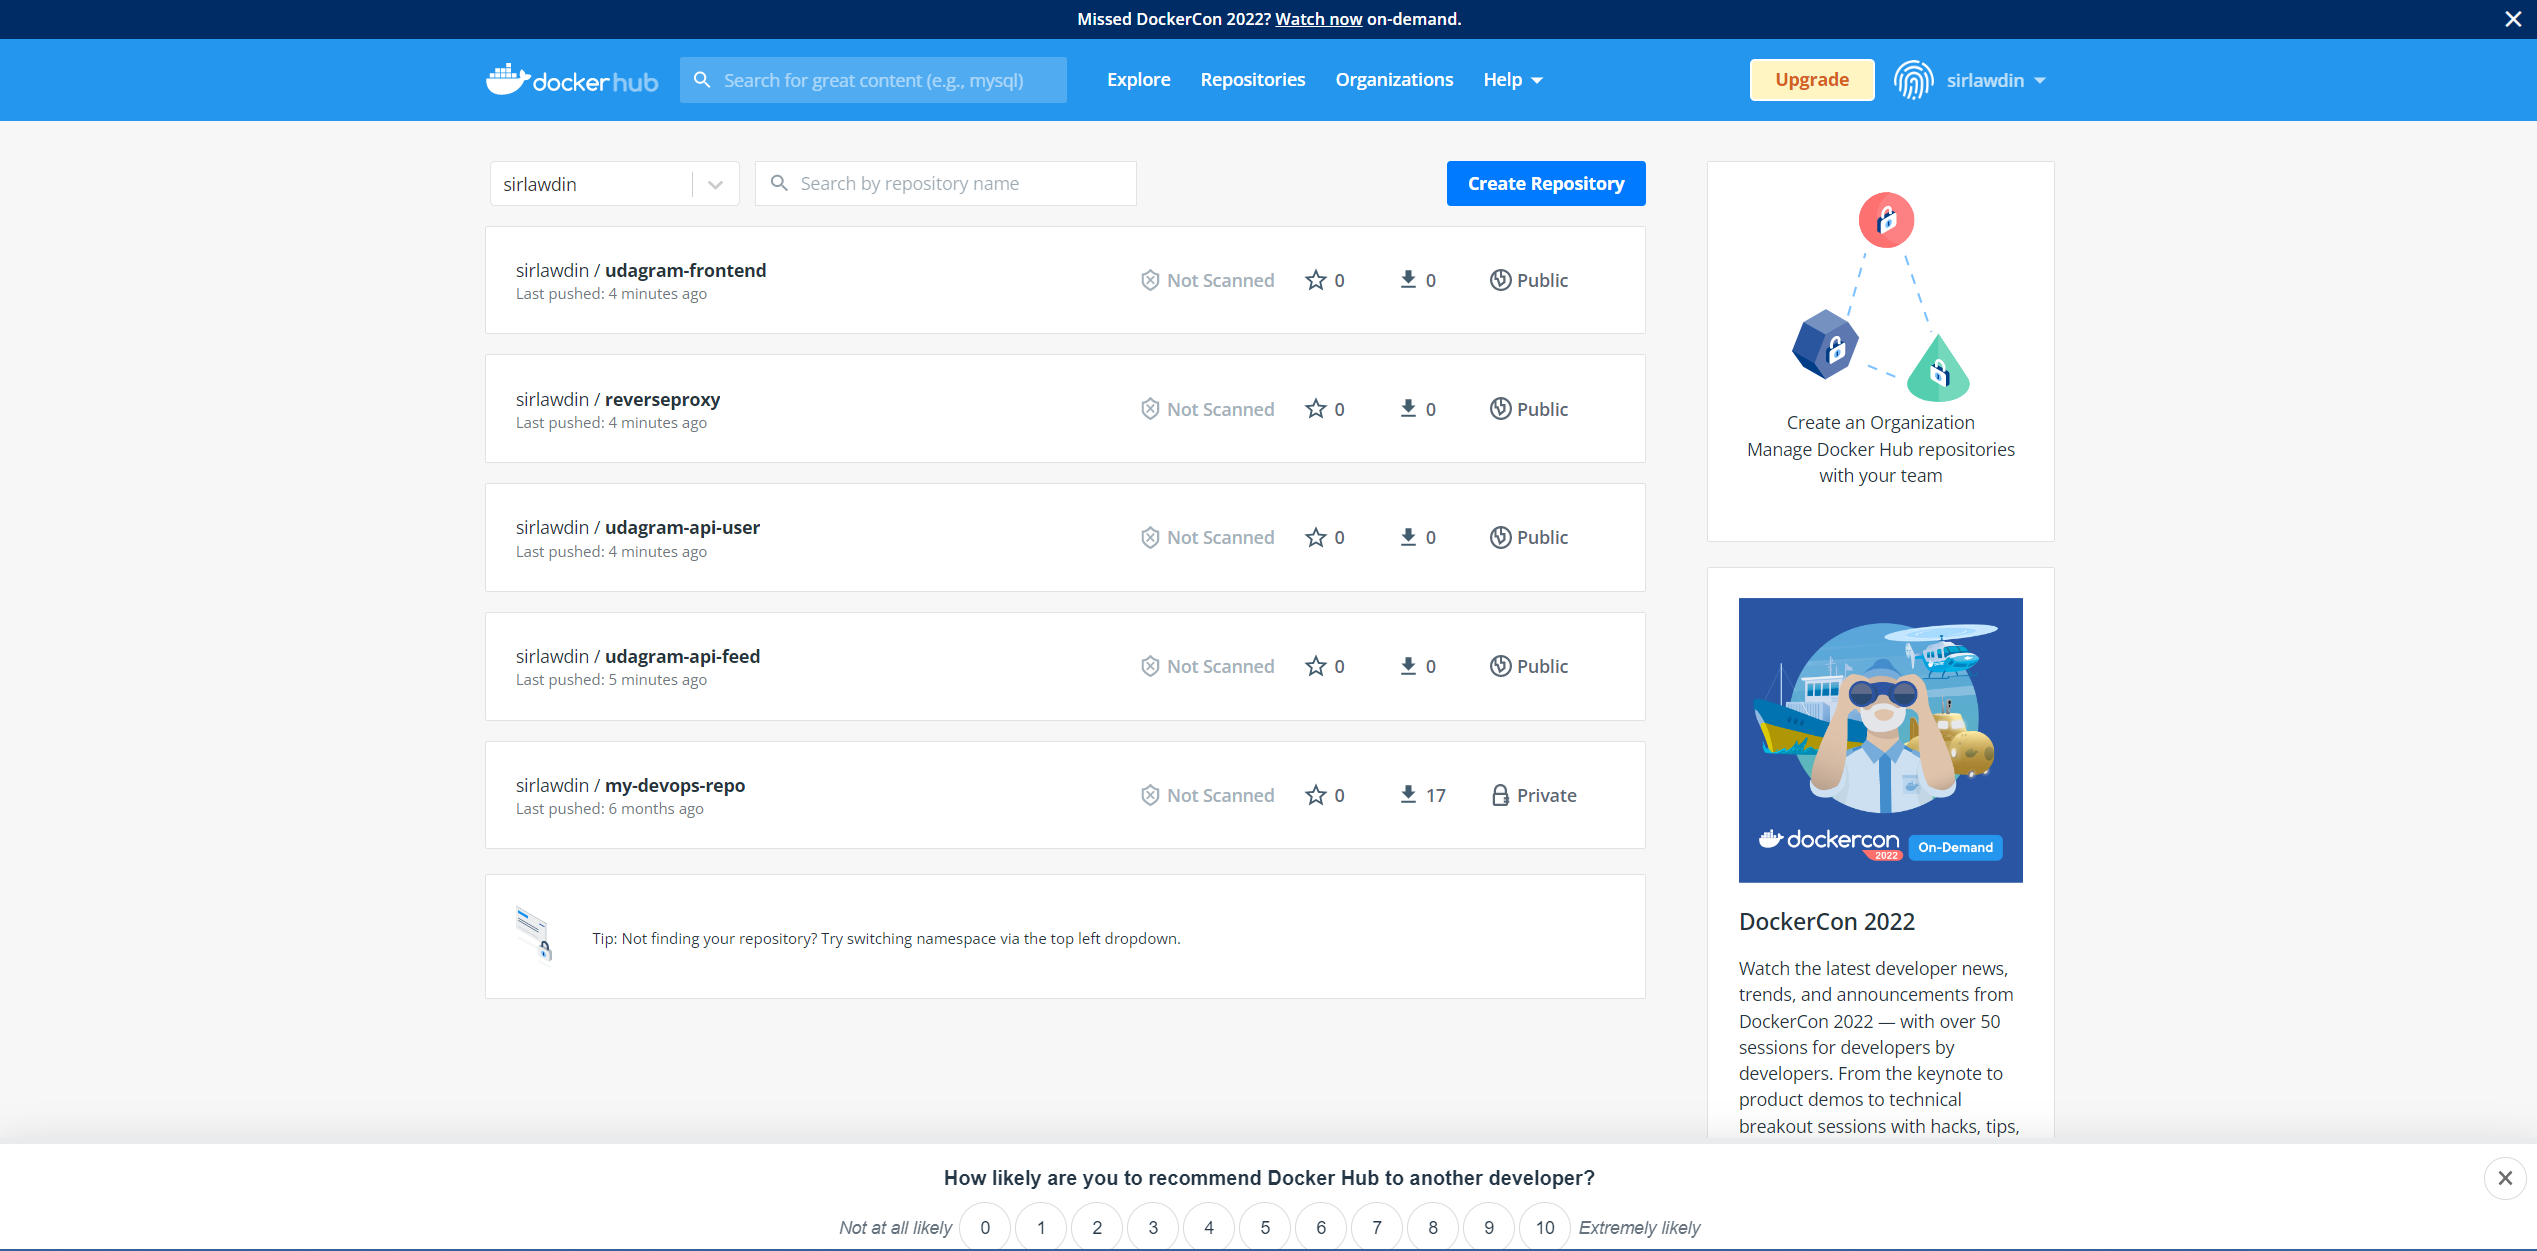 Missed DockerCon 2022? Watch now on-demand.
dockerhub
Search for great content (e.g., mysql)
Explore
Repositories
Organizations
Help
Upgrade
sirlawdin
sirlawdin
Search by repository name
Create Repository
sirlawdin / udagram-frontend
Last pushed: 4 minutes ago
Not Scanned
0
0
Public
sirlawdin / reverseproxy
Last pushed: 4 minutes ago
Not Scanned
0
0
Public
sirlawdin / udagram-api-user
Last pushed: 4 minutes ago
Not Scanned
0
0
Public
sirlawdin / udagram-api-feed
Last pushed: 5 minutes ago
Not Scanned
0
0
Public
sirlawdin / my-devops-repo
Last pushed: 6 months ago
Not Scanned
0
17
Private
Tip: Not finding your repository? Try switching namespace via the top left dropdown.
Create an Organization
Manage Docker Hub repositories
with your team
dockercon
2022
On-Demand
DockerCon 2022
Watch the latest developer news,
trends, and announcements from
DockerCon 2022 — with over 50
sessions for developers by
developers. From the keynote to
product demos to technical
breakout sessions with hacks, tips,
How likely are you to recommend Docker Hub to another developer?
Not at all likely 0 1 2 3 4 5 6 7 8 9 10 Extremely likely